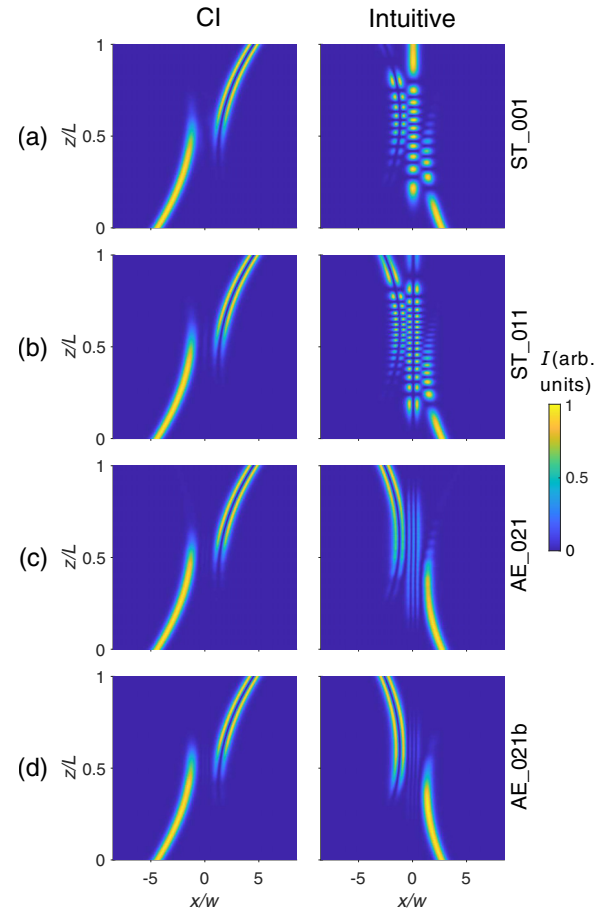 CI
Intuitive
(a)
z/L
1
0.5
0
ST_001
(b)
z/L
1
0.5
0
ST_011
I (arb.
units)
1
0.5
0
(c)
z/L
1
0.5
0
AE_021
(d)
z/L
1
0.5
0
AE_021b
-5
0
5
-5
0
5
x/w
x/w